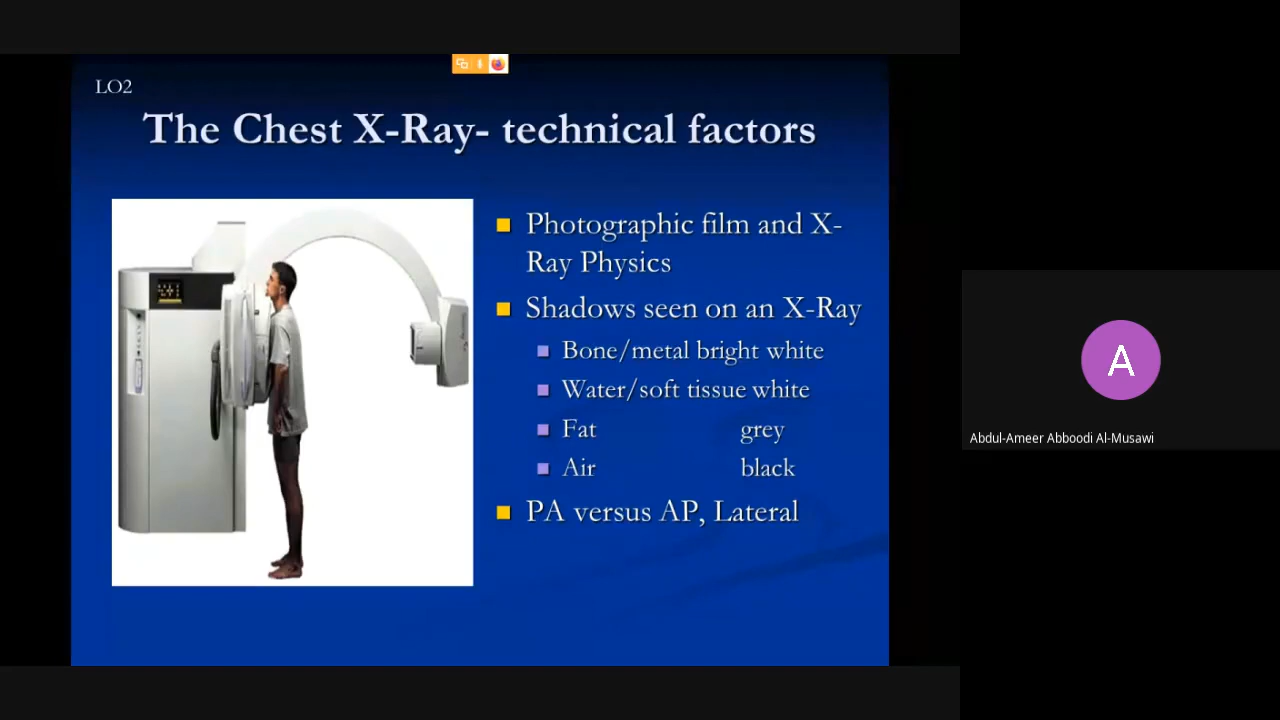 LO2
The Chest X-Ray- technical factors
Photographic film and X-
Ray Physics
Shadows seen on an X-Ray
Bone/metal bright white
Water/soft tissue white
Fat grey
Air black
PA versus AP, Lateral
A
Abdul-Ameer Abboodi Al-Musawi